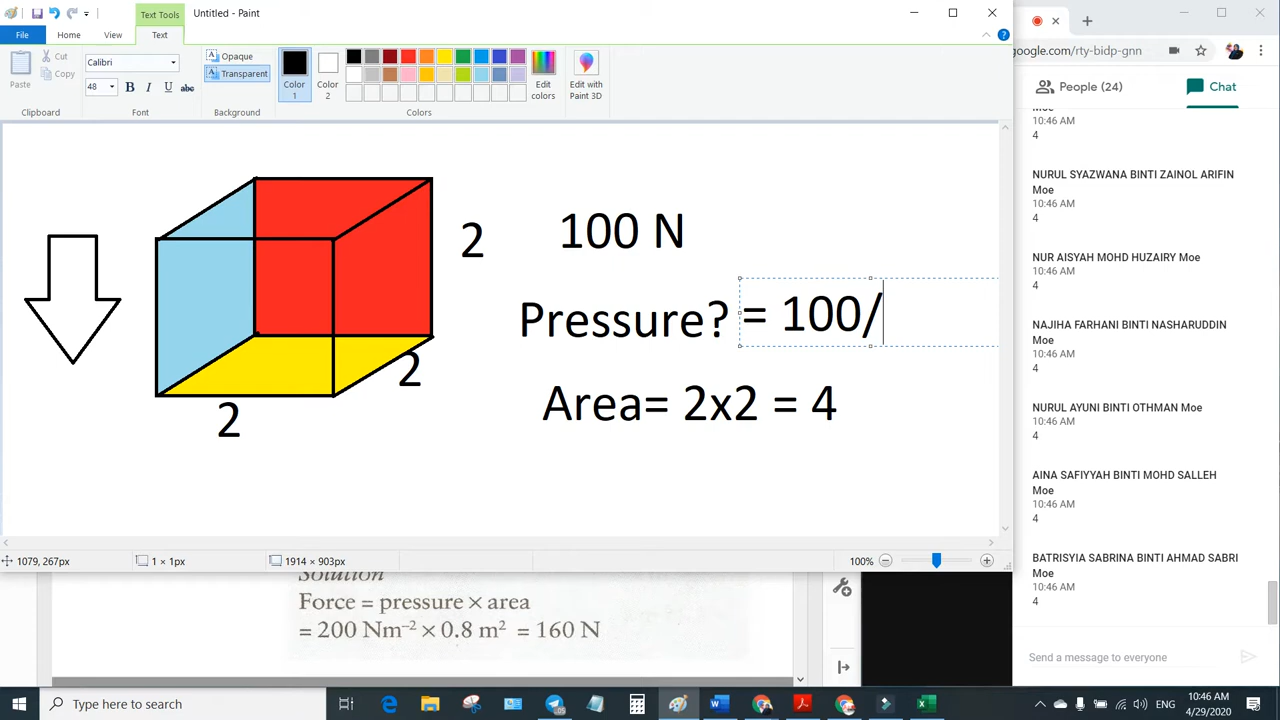 Text Tools
Untitled - Paint
File
Home
View
Text
Paste
Cut
Copy
Calibri
48
B I U abc
Opaque
Transparent
Color 1
Color 2
Edit colors
Edit with Paint 3D
Clipboard
Font
Background
Colors
2
100 N
Pressure? = 100/
2
Area= 2x2 = 4
2
1079, 267px
1 × 1px
1914 × 903px
100%
Solution
Force = pressure × area
= 200 Nm⁻² × 0.8 m² = 160 N
google.com/rty-bidp-gnn
People (24)
Chat
Moe
10:46 AM
4
NURUL SYAZWANA BINTI ZAINOL ARIFIN
Moe
10:46 AM
4
NUR AISYAH MOHD HUZAIRY Moe
10:46 AM
4
NAJIHA FARHANI BINTI NASHARUDDIN
Moe
10:46 AM
4
NURUL AYUNI BINTI OTHMAN Moe
10:46 AM
4
AINA SAFIYYAH BINTI MOHD SALLEH
Moe
10:46 AM
4
BATRISYIA SABRINA BINTI AHMAD SABRI
Moe
10:46 AM
4
Send a message to everyone
Type here to search
ENG
10:46 AM
4/29/2020